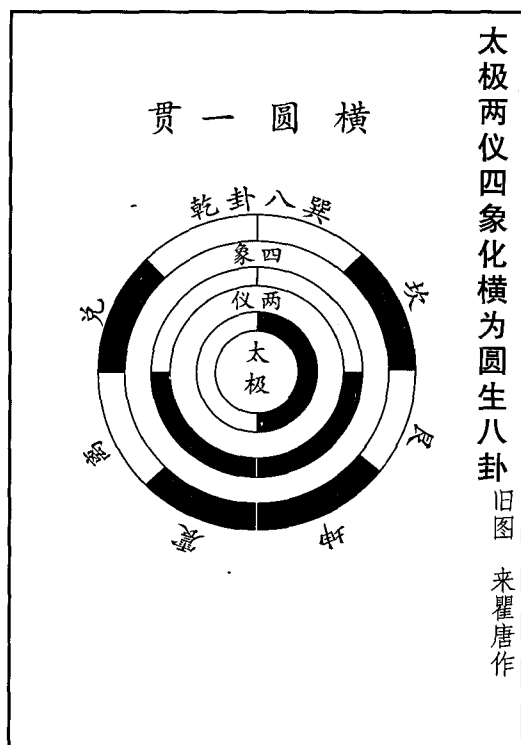 太极两仪四象化横为圆生八卦 旧图 来瞿唐作
横圆一贯
八卦
四象
两仪
太极
乾
兑
离
震
巽
坎
艮
坤